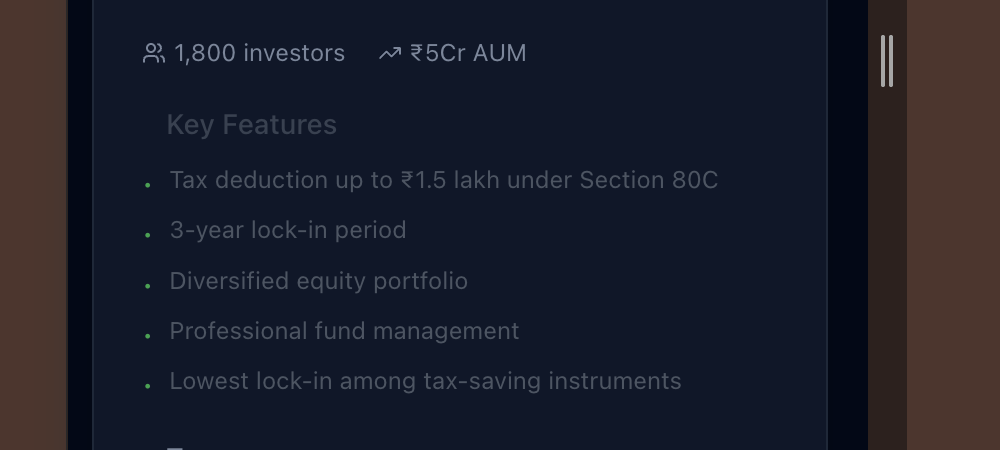 1,800 investors ₹5Cr AUM
Key Features
Tax deduction up to ₹1.5 lakh under Section 80C
3-year lock-in period
Diversified equity portfolio
Professional fund management
Lowest lock-in among tax-saving instruments